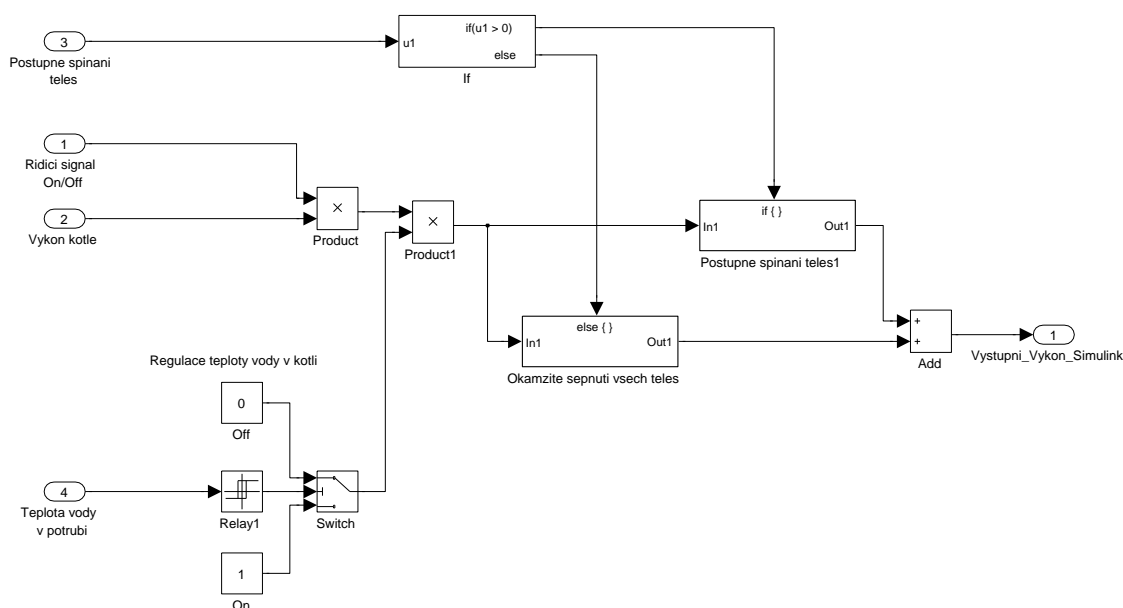 if(u1 > 0)
3
u1
else
Postupne spinani
teles
If
1
Ridici signal
On/Off
if { }
×
×
2
In1
Out1
Vykon kotle
Product
Product1
Postupne spinani teles1
else { }
+
In1
Out1
+
1
Regulace teploty vody v kotli
Okamzite sepnuti vsech teles
Add
Vystupni_Vykon_Simulink
0
Off
4
Teplota vody
v potrubi
Relay1
Switch
1
On